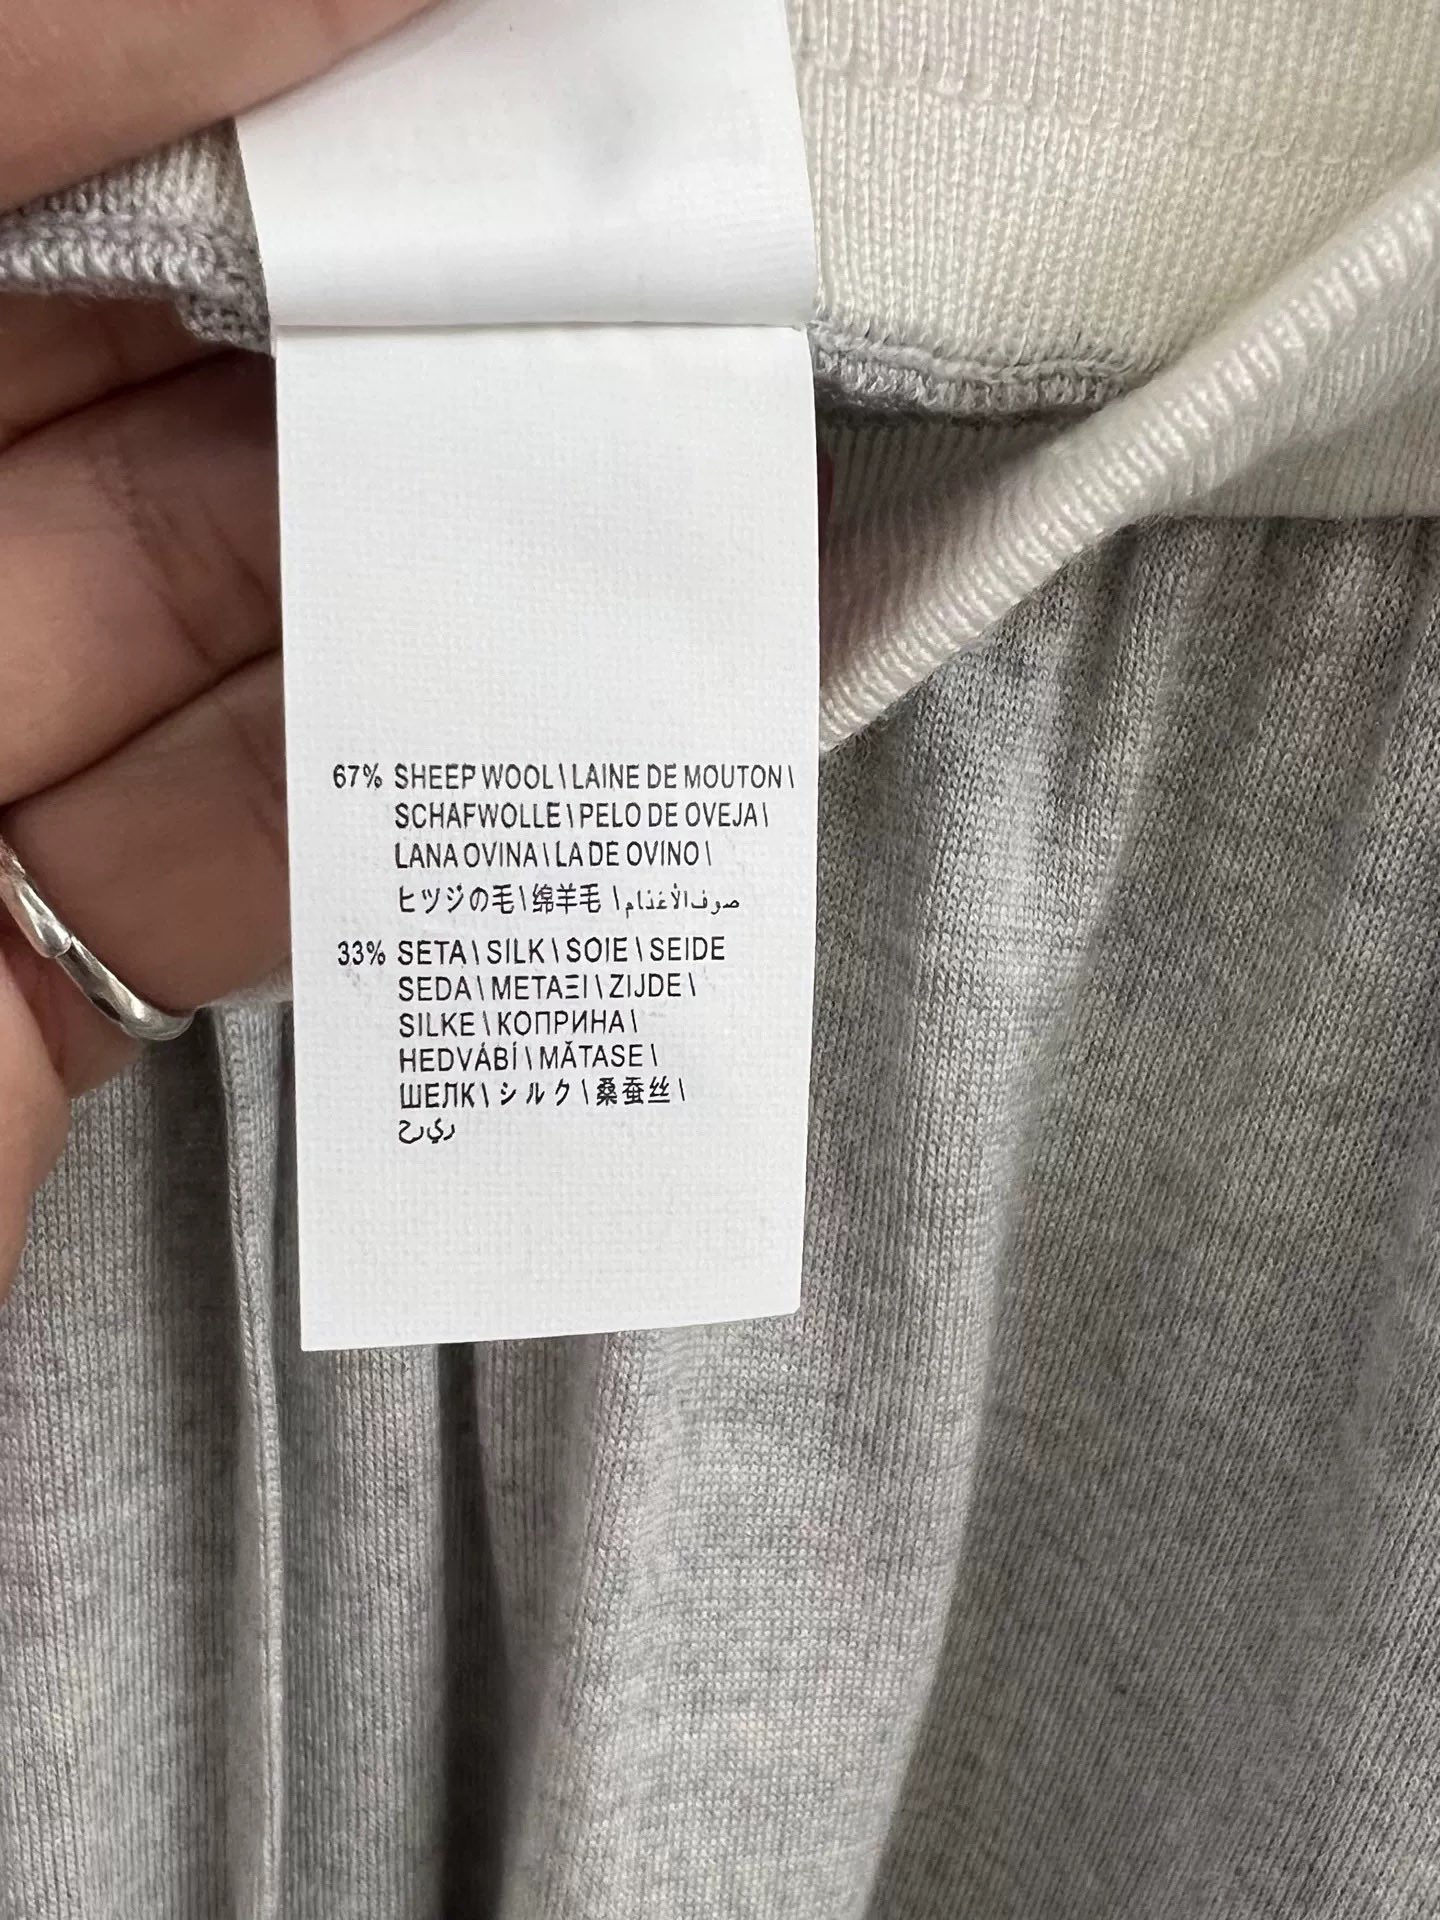 67% SHEEP WOOL\LAINE DE MOUTON\
SCHAFWOLLE\PELO DE OVEJA\
LANA OVINA\LA DE OVINO\
ヒツジの毛\绵羊毛\صوف الأغنام
33% SETA\SILK\SOIE\SEIDE
SEDA\METAΞI\ZIJDE\
SILKE\КОПРИНА\
HEDVÁBÍ\MĂTASE\
ШЕЛК\シルク\桑蚕丝\
حرير